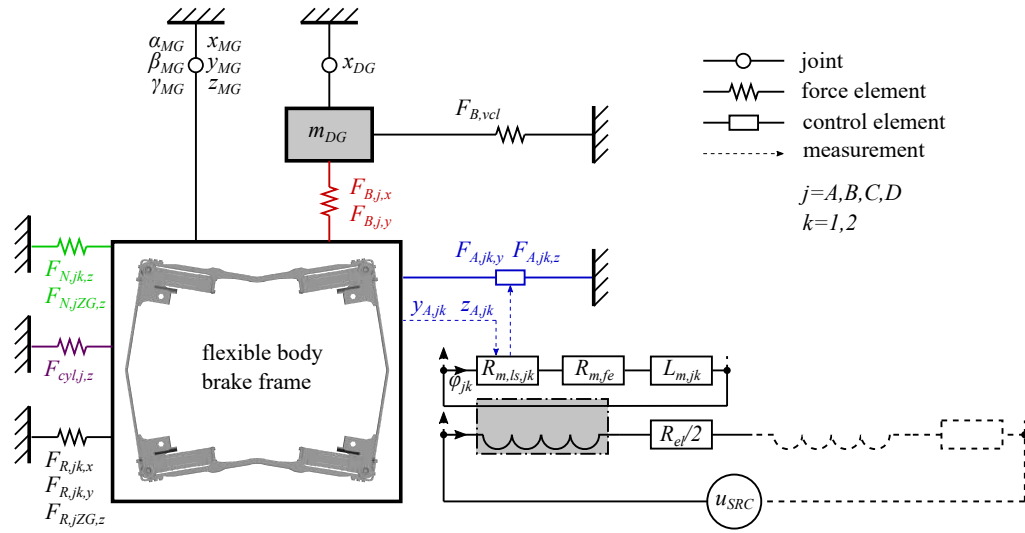 α_MG x_MG
β_MG y_MG
γ_MG z_MG
x_DG
m_DG
F_B,vcl
F_B,j,x
F_B,j,y
joint
force element
control element
measurement
j=A,B,C,D
k=1,2
F_N,jk,z
F_N,jZG,z
F_cyl,j,z
F_R,jk,x
F_R,jk,y
F_R,jZG,z
flexible body
brake frame
F_A,jk,y F_A,jk,z
y_A,jk z_A,jk
φ_jk
R_m,ls,jk
R_m,fe
L_m,jk
R_el/2
u_SRC